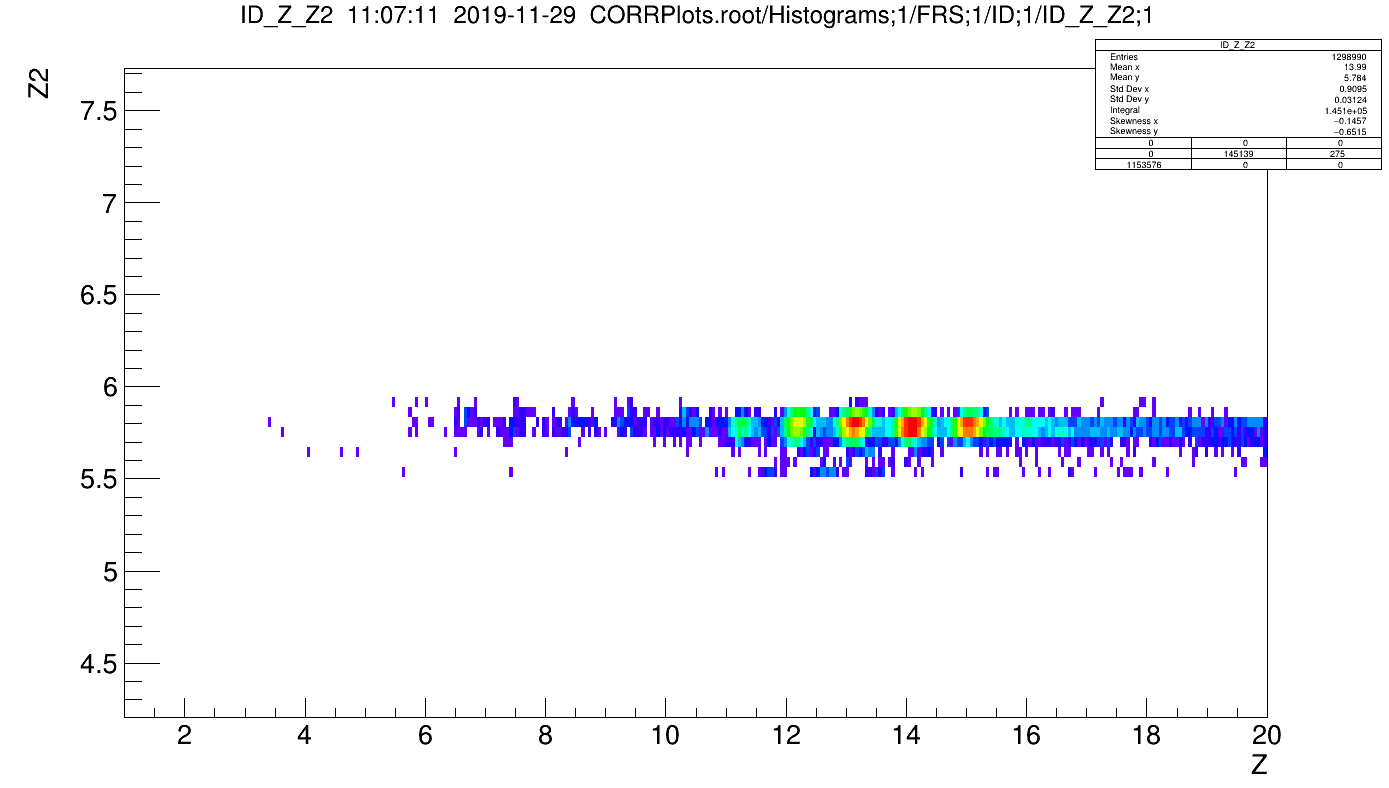 ID_Z_Z2 11:07:11 2019-11-29 CORRPlots.root/Histograms;1/FRS;1/ID;1/ID_Z_Z2;1
ID_Z_Z2
Entries 1298990
Mean x 13.99
Mean y 5.784
Std Dev x 0.9095
Std Dev y 0.03124
Integral 1.451e+05
Skewness x −0.1457
Skewness y −0.6515
0 0 0
0 145139 275
1153576 0 0
Z2
7.5
7
6.5
6
5.5
5
4.5
2 4 6 8 10 12 14 16 18 20
Z